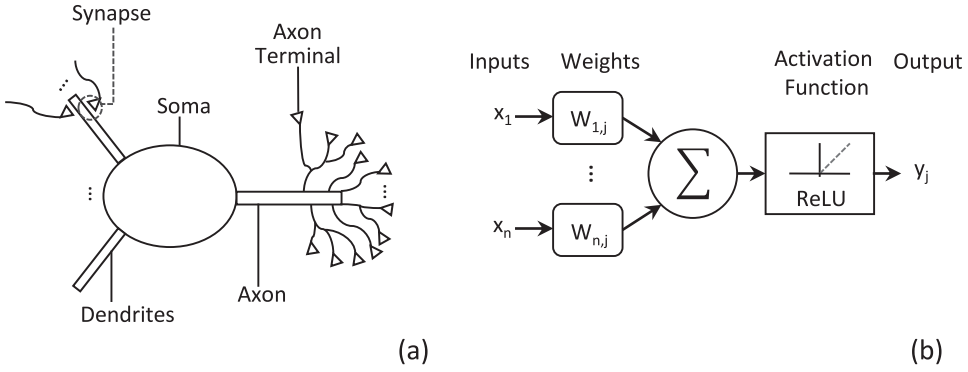 Synapse
Axon
Terminal
Soma
Axon
Dendrites
(a)
Inputs
Weights
Activation
Function
Output
x₁
W₁,ⱼ
∑
ReLU
yⱼ
xₙ
Wₙ,ⱼ
(b)